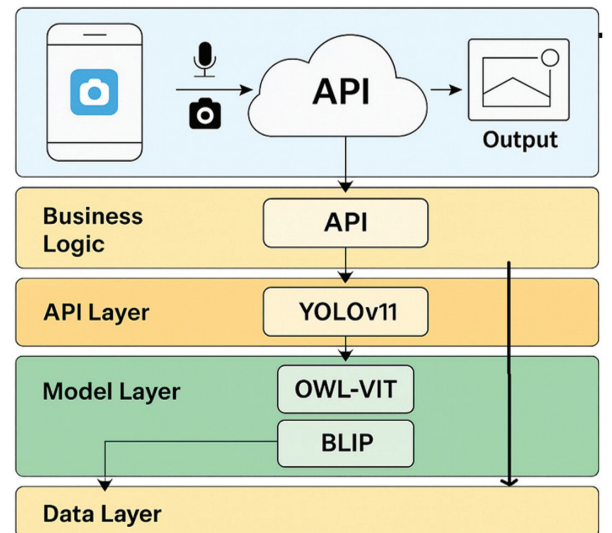 API
Output
Business
Logic
API
API Layer
YOLOv11
Model Layer
OWL-VIT
BLIP
Data Layer